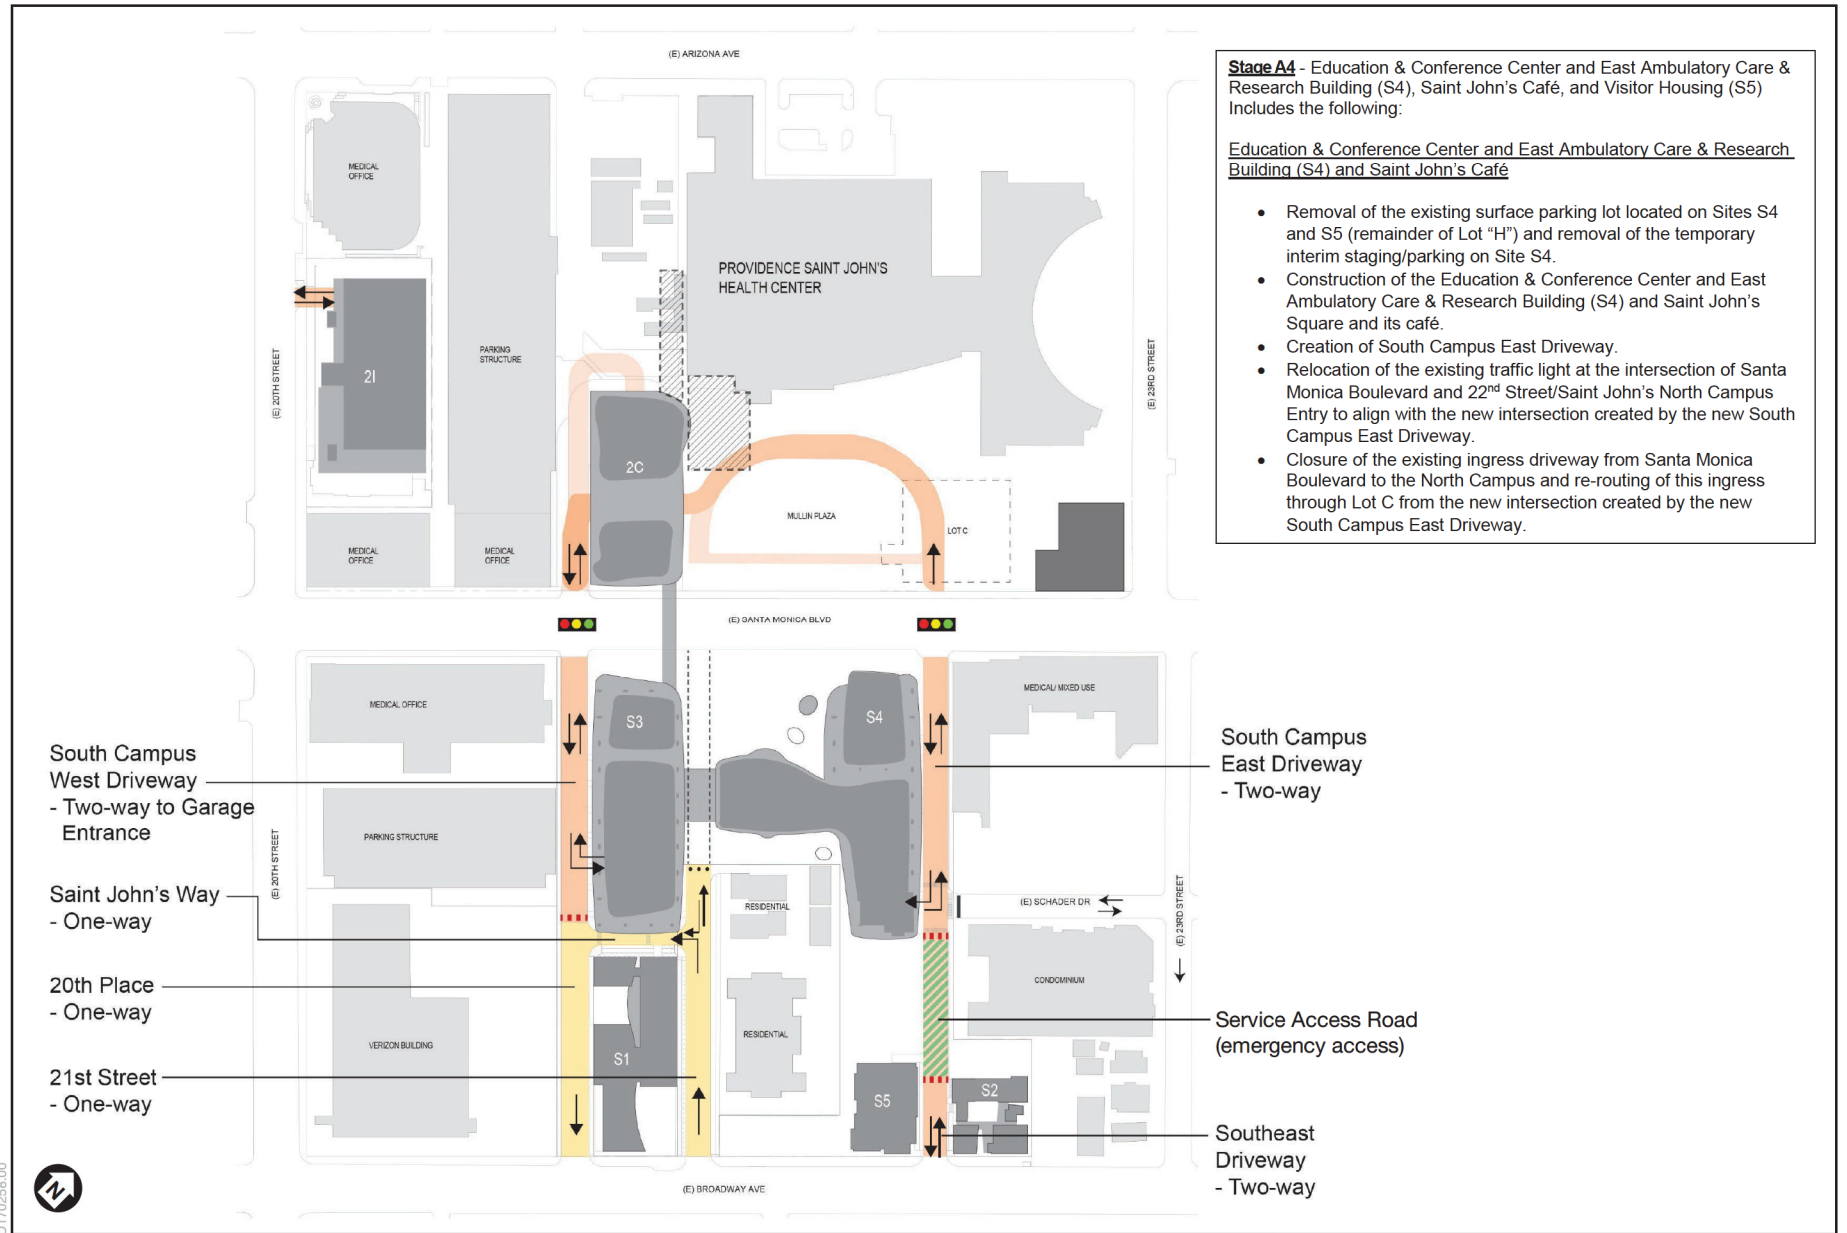 (E) ARIZONA AVE
Stage A4 - Education & Conference Center and East Ambulatory Care &
Research Building (S4), Saint John's Café, and Visitor Housing (S5)
Includes the following:
Education & Conference Center and East Ambulatory Care & Research
Building (S4) and Saint John's Café
• Removal of the existing surface parking lot located on Sites S4
and S5 (remainder of Lot “H”) and removal of the temporary
interim staging/parking on Site S4.
• Construction of the Education & Conference Center and East
Ambulatory Care & Research Building (S4) and Saint John's
Square and its café.
• Creation of South Campus East Driveway.
• Relocation of the existing traffic light at the intersection of Santa
Monica Boulevard and 22nd Street/Saint John's North Campus
Entry to align with the new intersection created by the new South
Campus East Driveway.
• Closure of the existing ingress driveway from Santa Monica
Boulevard to the North Campus and re-routing of this ingress
through Lot C from the new intersection created by the new
South Campus East Driveway.
MEDICAL
OFFICE
PROVIDENCE SAINT JOHN'S
HEALTH CENTER
PARKING
STRUCTURE
2I
(E) 20TH STREET
(E) 23RD STREET
2C
MULLIN PLAZA
LOT C
MEDICAL
OFFICE
MEDICAL
OFFICE
(E) SANTA MONICA BLVD
MEDICAL OFFICE
S3
S4
MEDICAL/ MIXED USE
South Campus
West Driveway
- Two-way to Garage
Entrance
South Campus
East Driveway
- Two-way
PARKING STRUCTURE
(E) 20TH STREET
Saint John's Way
- One-way
RESIDENTIAL
(E) SCHADER DR
(E) 23RD STREET
20th Place
- One-way
CONDOMINIUM
VERIZON BUILDING
RESIDENTIAL
Service Access Road
(emergency access)
S1
21st Street
- One-way
S5
S2
Southeast
Driveway
- Two-way
(E) BROADWAY AVE
N